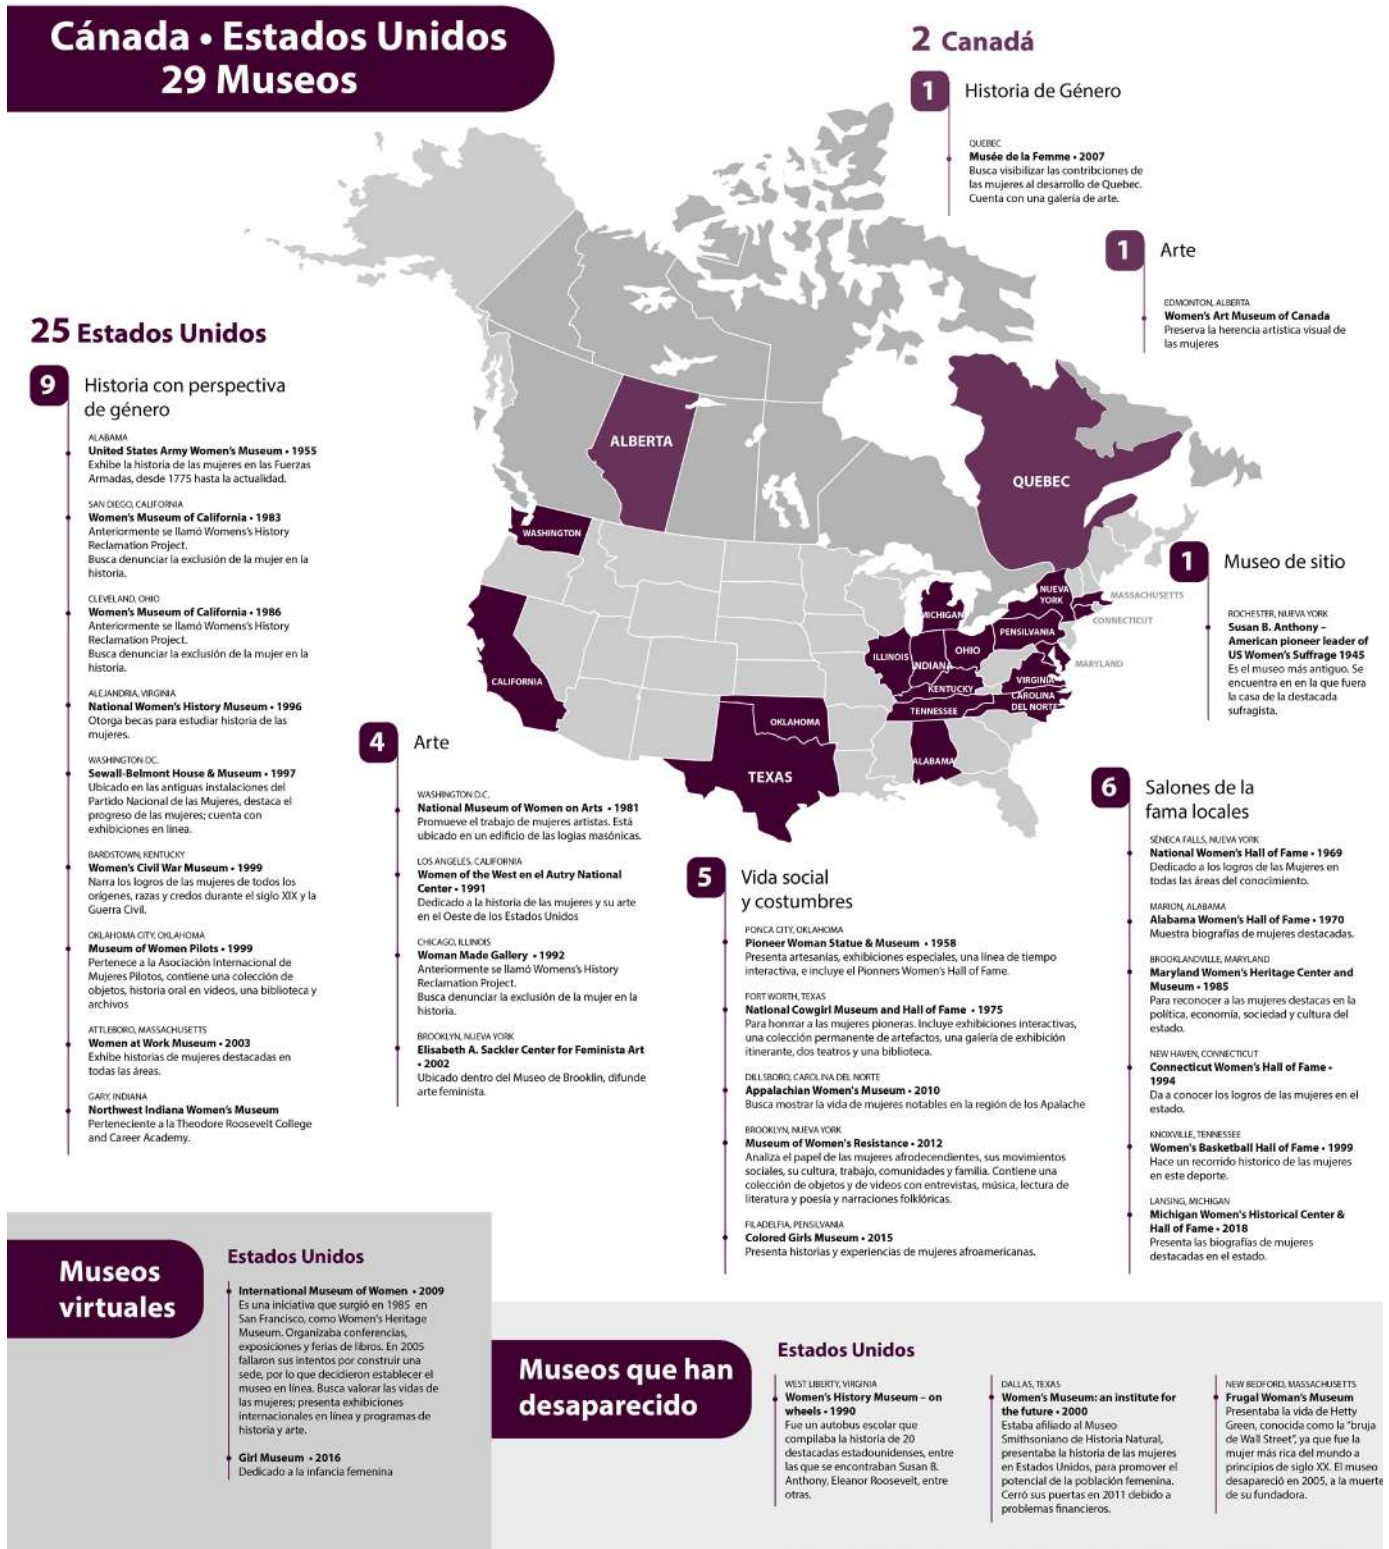 Cánada • Estados Unidos
29 Museos
2 Canadá
1
Historia de Género
QUEBEC
Musée de la Femme • 2007
Busca visibilizar las contribciones de
las mujeres al desarrollo de Quebec.
Cuenta con una galería de arte.
1
Arte
EDMONTON, ALBERTA
Women's Art Museum of Canada
Preserva la herencia artística visual de
las mujeres
25 Estados Unidos
9
Historia con perspectiva
de género
ALABAMA
United States Army Women's Museum • 1955
Exhibe la historia de las mujeres en las Fuerzas
Armadas, desde 1775 hasta la actualidad.
SAN DIEGO, CALIFORNIA
Women's Museum of California • 1983
Anteriormente se llamó Womens's History
Reclamation Project.
Busca denunciar la exclusión de la mujer en la
historia.
CLEVELAND, OHIO
Women's Museum of California • 1986
Anteriormente se llamó Womens's History
Reclamation Project.
Busca denunciar la exclusión de la mujer en la
historia.
ALEJANDRIA, VIRGINIA
National Women's History Museum • 1996
Otorga becas para estudiar historia de las
mujeres.
WASHINGTON DC.
Sewall-Belmont House & Museum • 1997
Ubicado en las antiguas instalaciones del
Partido Nacional de las Mujeres, destaca el
progreso de las mujeres; cuenta con
exhibiciones en línea.
BARDSTOWN, KENTUCKY
Women's Civil War Museum • 1999
Narra los logros de las mujeres de todos los
orígenes, razas y credos durante el siglo XIX y la
Guerra Civil.
OKLAHOMA CITY, OKLAHOMA
Museum of Women Pilots • 1999
Pertenece a la Asociación Internacional de
Mujeres Pilotos, contiene una colección de
objetos, historia oral en videos, una biblioteca y
archivos
ATTLEBORO, MASSACHUSETTS
Women at Work Museum • 2003
Exhibe historias de mujeres destacadas en
todas las áreas.
GARY, INDIANA
Northwest Indiana Women's Museum
Perteneciente a la Theodore Roosevelt College
and Career Academy.
ALBERTA
QUEBEC
WASHINGTON
CALIFORNIA
MICHIGAN
NUEVA
YORK
MASSACHUSETTS
CONNECTICUT
PENSILVANIA
ILLINOIS
INDIANA
OHIO
MARYLAND
KENTUCKY
VIRGINIA
CAROLINA
DEL NORTE
TENNESSEE
OKLAHOMA
ALABAMA
TEXAS
1
Museo de sitio
ROCHESTER, NUEVA YORK
Susan B. Anthony –
American pioneer leader of
US Women's Suffrage 1945
Es el museo más antiguo. Se
encuentra en en la que fuera
la casa de la destacada
sufragista.
4
Arte
WASHINGTON D.C.
National Museum of Women on Arts • 1981
Promueve el trabajo de mujeres artistas. Está
ubicado en un edificio de las logias masónicas.
LOS ANGELES, CALIFORNIA
Women of the West en el Autry National
Center • 1991
Dedicado a la historia de las mujeres y su arte
en el Oeste de los Estados Unidos
CHICAGO, ILLINOIS
Woman Made Gallery • 1992
Anteriormente se llamó Womens's History
Reclamation Project.
Busca denunciar la exclusión de la mujer en la
historia.
BROOKLYN, NUEVA YORK
Elisabeth A. Sackler Center for Feminista Art
• 2002
Ubicado dentro del Museo de Brooklin, difunde
arte feminista.
5
Vida social
y costumbres
PONCA CITY, OKLAHOMA
Pioneer Woman Statue & Museum • 1958
Presenta artesanías, exhibiciones especiales, una línea de tiempo
interactiva, e incluye el Pionners Women's Hall of Fame.
FORT WORTH, TEXAS
National Cowgirl Museum and Hall of Fame • 1975
Para honrrar a las mujeres pioneras. Incluye exhibiciones interactivas,
una colección permanente de artefactos, una galería de exhibición
itinerante, dos teatros y una biblioteca.
DILLSBORO, CAROLINA DEL NORTE
Appalachian Women's Museum • 2010
Busca mostrar la vida de mujeres notables en la región de los Apalache
BROOKLYN, NUEVA YORK
Museum of Women's Resistance • 2012
Analiza el papel de las mujeres afrodecendientes, sus movimientos
sociales, su cultura, trabajo, comunidades y familia. Contiene una
colección de objetos y de videos con entrevistas, música, lectura de
literatura y poesía y narraciones folklóricas.
FILADELFIA, PENSILVANIA
Colored Girls Museum • 2015
Presenta historias y experiencias de mujeres afroamericanas.
6
Salones de la
fama locales
SÉNECA FALLS, NUEVA YORK
National Women's Hall of Fame • 1969
Dedicado a los logros de las Mujeres en
todas las áreas del conocimiento.
MARION, ALABAMA
Alabama Women's Hall of Fame • 1970
Muestra biografías de mujeres destacadas.
BROOKLANDVILLE, MARYLAND
Maryland Women's Heritage Center and
Museum • 1985
Para reconocer a las mujeres destacas en la
política, economía, sociedad y cultura del
estado.
NEW HAVEN, CONNECTICUT
Connecticut Women's Hall of Fame •
1994
Da a conocer los logros de las mujeres en el
estado.
KNOXVILLE, TENNESSEE
Women's Basketball Hall of Fame • 1999
Hace un recorrido historico de las mujeres
en este deporte.
LANSING, MICHIGAN
Michigan Women's Historical Center &
Hall of Fame • 2018
Presenta las biografías de mujeres
destacadas en el estado.
Museos
virtuales
Estados Unidos
International Museum of Women • 2009
Es una iniciativa que surgió en 1985 en
San Francisco, como Women's Heritage
Museum. Organizaba conferencias,
exposiciones y ferias de libros. En 2005
fallaron sus intentos por construir una
sede, por lo que decidieron establecer el
museo en línea. Busca valorar las vidas de
las mujeres; presenta exhibiciones
internacionales en línea y programas de
historia y arte.
Girl Museum • 2016
Dedicado a la infancia femenina
Museos que han
desaparecido
Estados Unidos
WEST LIBERTY, VIRGINIA
Women's History Museum – on
wheels • 1990
Fue un autobus escolar que
compilaba la historia de 20
destacadas estadounidenses, entre
las que se encontraban Susan B.
Anthony, Eleanor Roosevelt, entre
otras.
DALLAS, TEXAS
Women's Museum: an institute for
the future • 2000
Estaba afiliado al Museo
Smithsoniano de Historia Natural,
presentaba la historia de las mujeres
en Estados Unidos, para promover el
potencial de la población femenina.
Cerró sus puertas en 2011 debido a
problemas financieros.
NEW BEDFORD, MASSACHUSETTS
Frugal Woman's Museum
Presentaba la vida de Hetty
Green, conocida como la "bruja
de Wall Street", ya que fue la
mujer más rica del mundo a
principios de siglo XX. El museo
desapareció en 2005, a la muerte
de su fundadora.